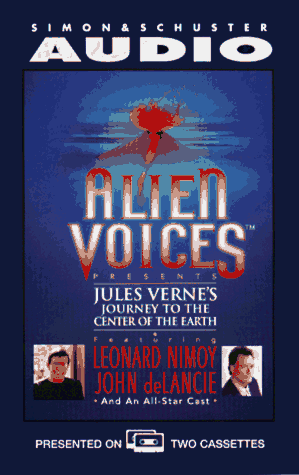 SIMON & SCHUSTER
AUDIO
ALIEN
VOICES™
PRESENTS
JULES VERNE'S
JOURNEY TO THE
CENTER OF THE EARTH
Featuring
LEONARD NIMOY
JOHN deLANCIE
• And An All-Star Cast •
PRESENTED ON TWO CASSETTES